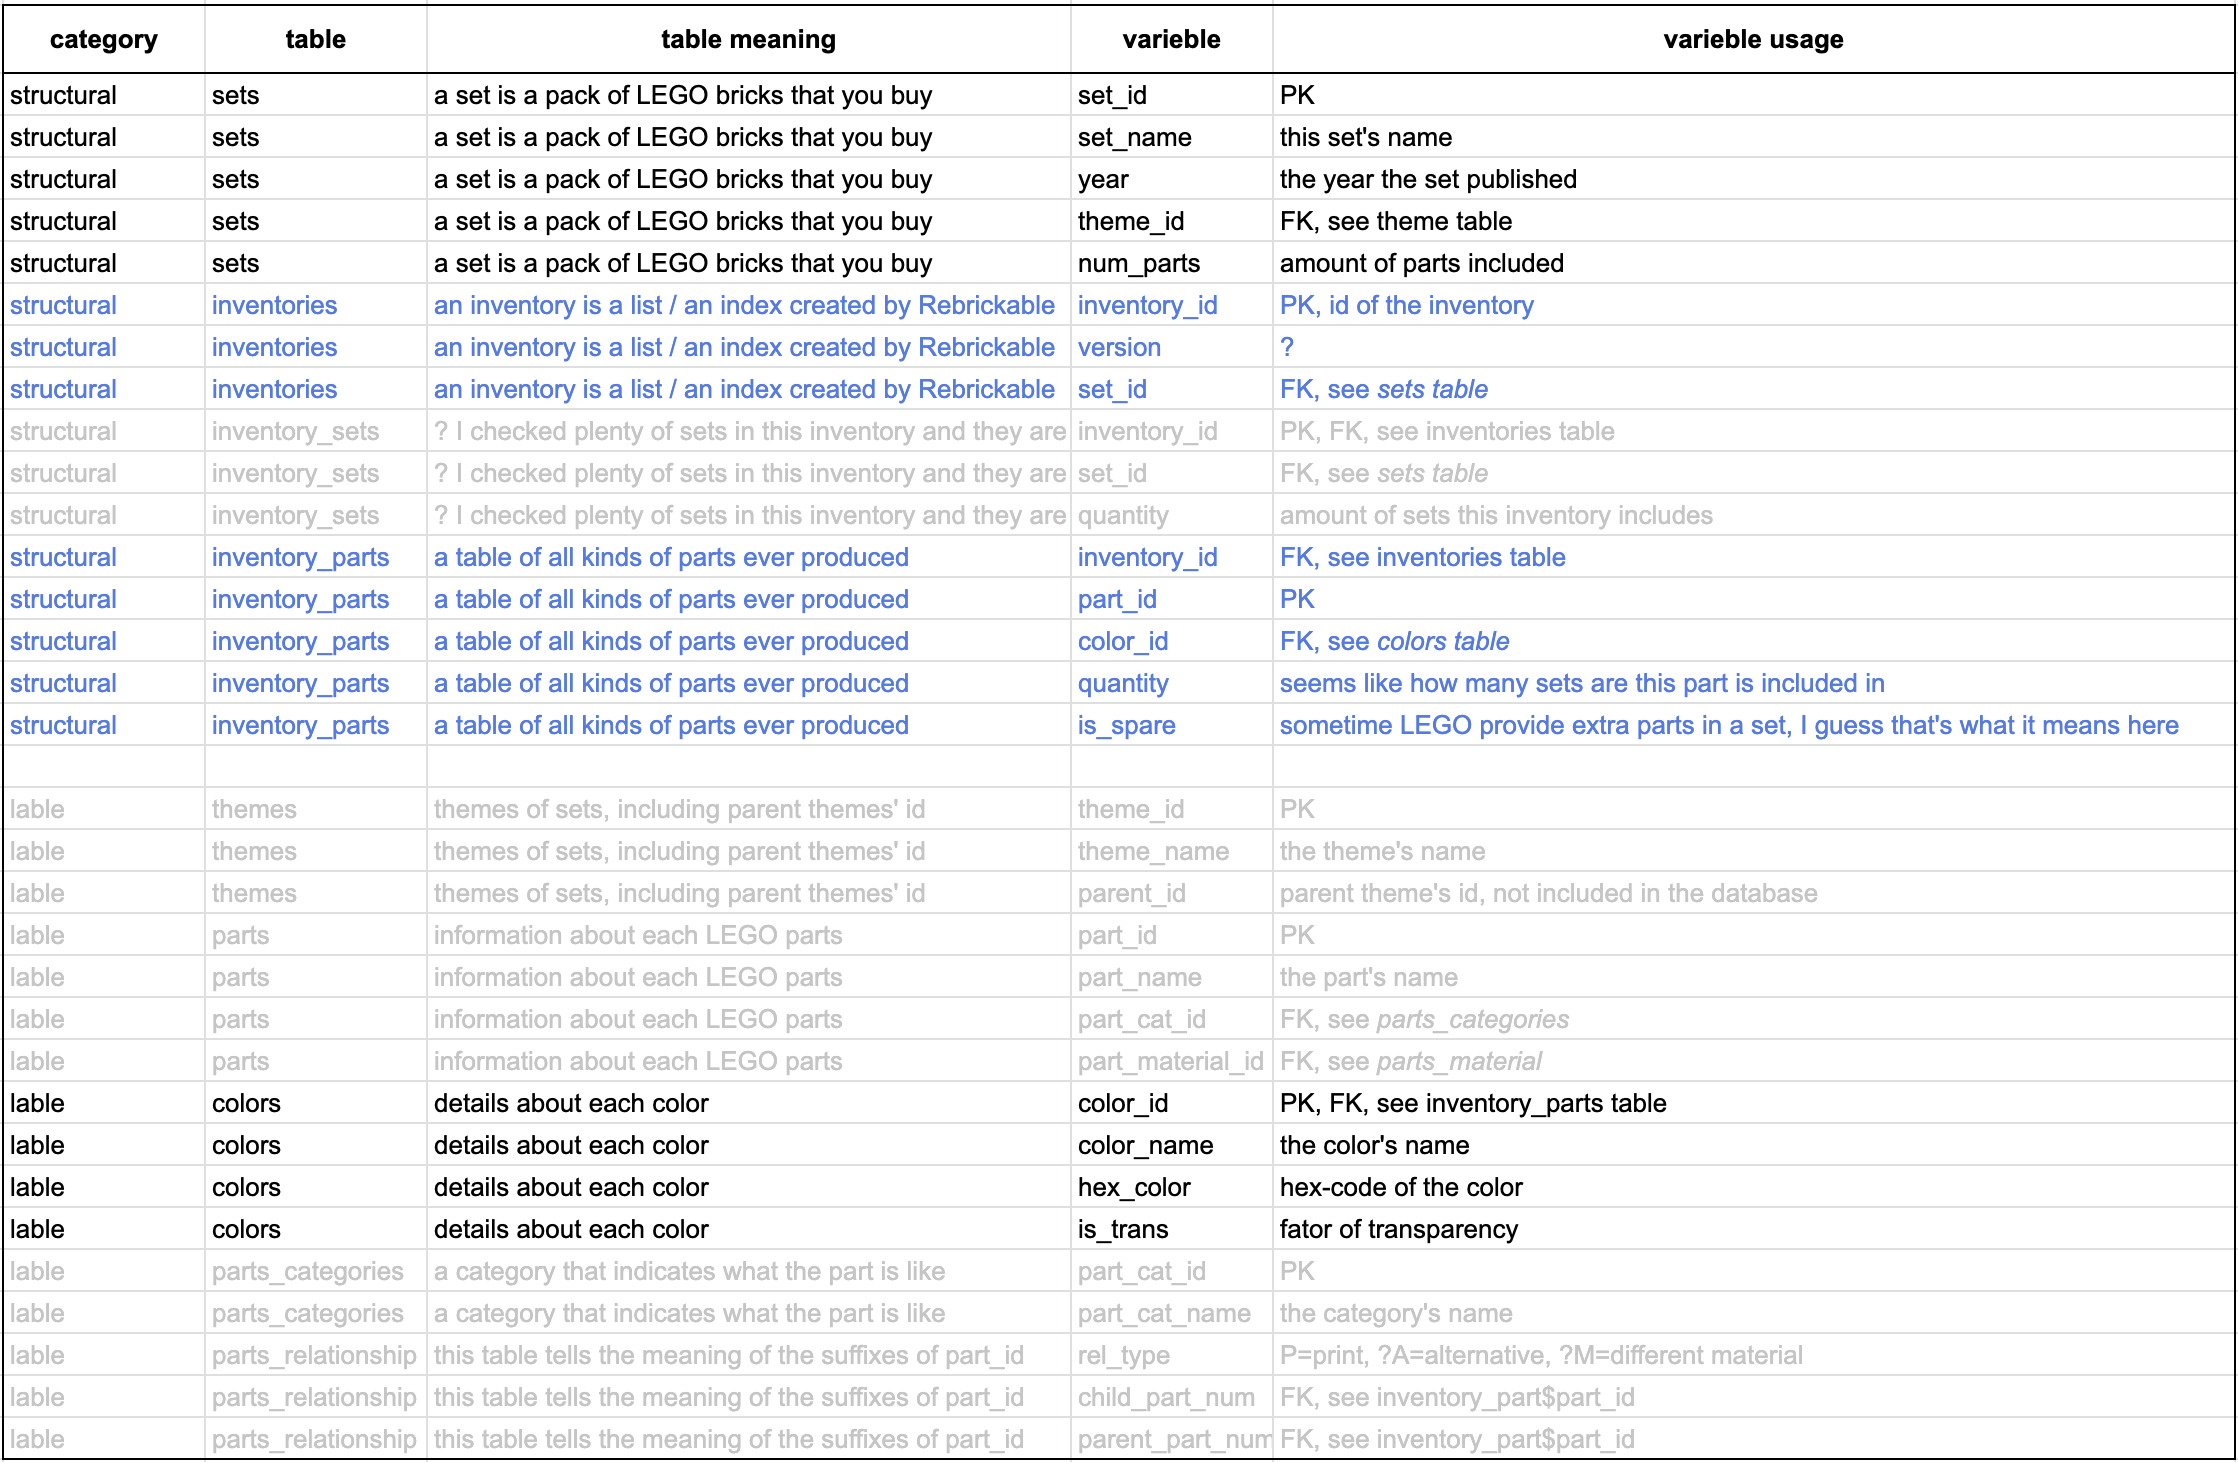 category table table meaning varieble varieble usage
structural sets a set is a pack of LEGO bricks that you buy set_id PK
structural sets a set is a pack of LEGO bricks that you buy set_name this set's name
structural sets a set is a pack of LEGO bricks that you buy year the year the set published
structural sets a set is a pack of LEGO bricks that you buy theme_id FK, see theme table
structural sets a set is a pack of LEGO bricks that you buy num_parts amount of parts included
structural inventories an inventory is a list / an index created by Rebrickable inventory_id PK, id of the inventory
structural inventories an inventory is a list / an index created by Rebrickable version ?
structural inventories an inventory is a list / an index created by Rebrickable set_id FK, see sets table
structural inventory_sets ? I checked plenty of sets in this inventory and they are inventory_id PK, FK, see inventories table
structural inventory_sets ? I checked plenty of sets in this inventory and they are set_id FK, see sets table
structural inventory_sets ? I checked plenty of sets in this inventory and they are quantity amount of sets this inventory includes
structural inventory_parts a table of all kinds of parts ever produced inventory_id FK, see inventories table
structural inventory_parts a table of all kinds of parts ever produced part_id PK
structural inventory_parts a table of all kinds of parts ever produced color_id FK, see colors table
structural inventory_parts a table of all kinds of parts ever produced quantity seems like how many sets are this part is included in
structural inventory_parts a table of all kinds of parts ever produced is_spare sometime LEGO provide extra parts in a set, I guess that's what it means here
lable themes themes of sets, including parent themes' id theme_id PK
lable themes themes of sets, including parent themes' id theme_name the theme's name
lable themes themes of sets, including parent themes' id parent_id parent theme's id, not included in the database
lable parts information about each LEGO parts part_id PK
lable parts information about each LEGO parts part_name the part's name
lable parts information about each LEGO parts part_cat_id FK, see parts_categories
lable parts information about each LEGO parts part_material_id FK, see parts_material
lable colors details about each color color_id PK, FK, see inventory_parts table
lable colors details about each color color_name the color's name
lable colors details about each color hex_color hex-code of the color
lable colors details about each color is_trans fator of transparency
lable parts_categories a category that indicates what the part is like part_cat_id PK
lable parts_categories a category that indicates what the part is like part_cat_name the category's name
lable parts_relationship this table tells the meaning of the suffixes of part_id rel_type P=print, ?A=alternative, ?M=different material
lable parts_relationship this table tells the meaning of the suffixes of part_id child_part_num FK, see inventory_part$part_id
lable parts_relationship this table tells the meaning of the suffixes of part_id parent_part_num FK, see inventory_part$part_id